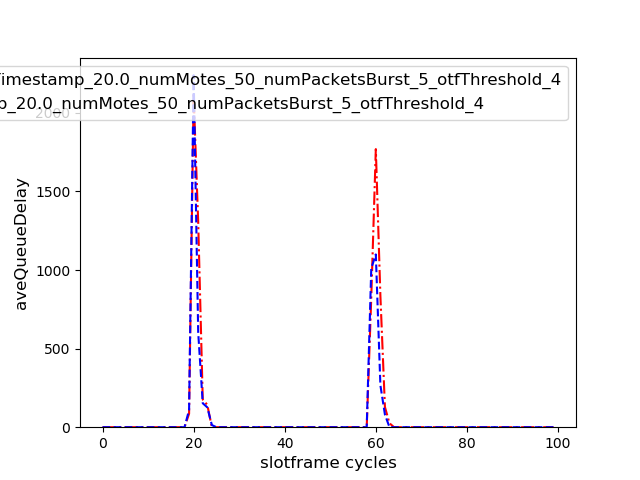 imestamp_20.0_numMotes_50_numPacketsBurst_5_otfThreshold_4
p_20.0_numMotes_50_numPacketsBurst_5_otfThreshold_4
2000
1500
1000
500
0
aveQueueDelay
0 20 40 60 80 100
slotframe cycles